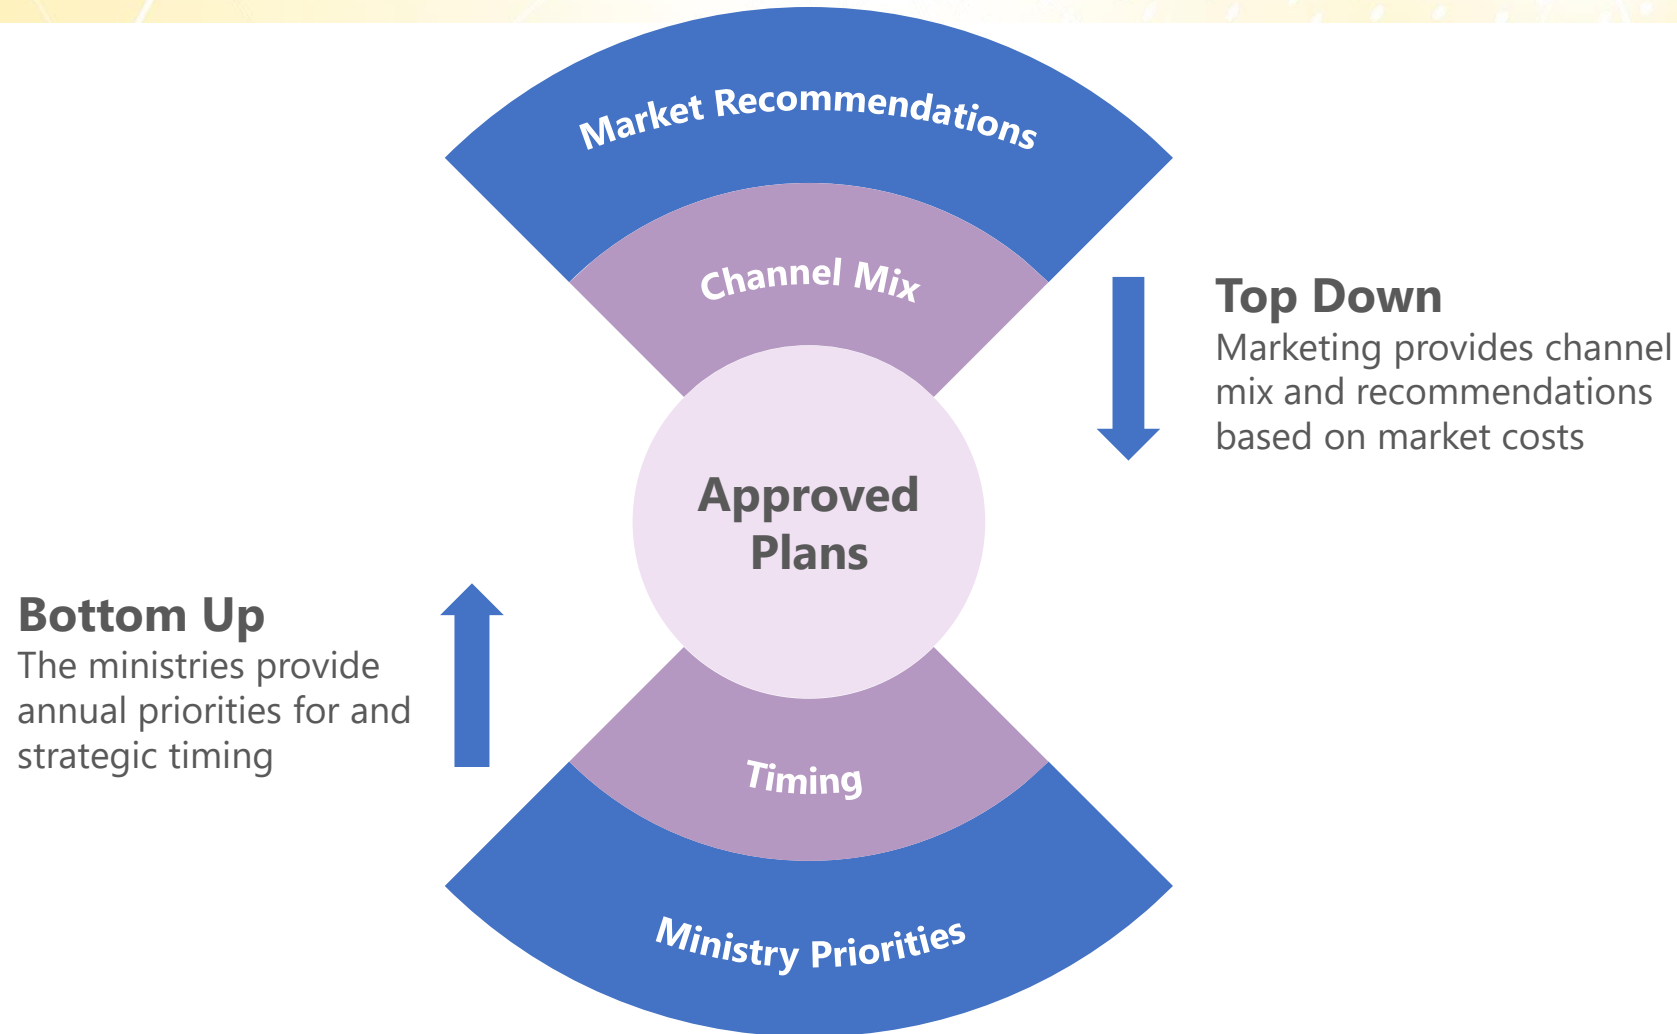 Market Recommendations
Channel Mix
Top Down
Marketing provides channel
mix and recommendations
based on market costs
Approved
Plans
Bottom Up
The ministries provide
annual priorities for and
strategic timing
Timing
Ministry Priorities